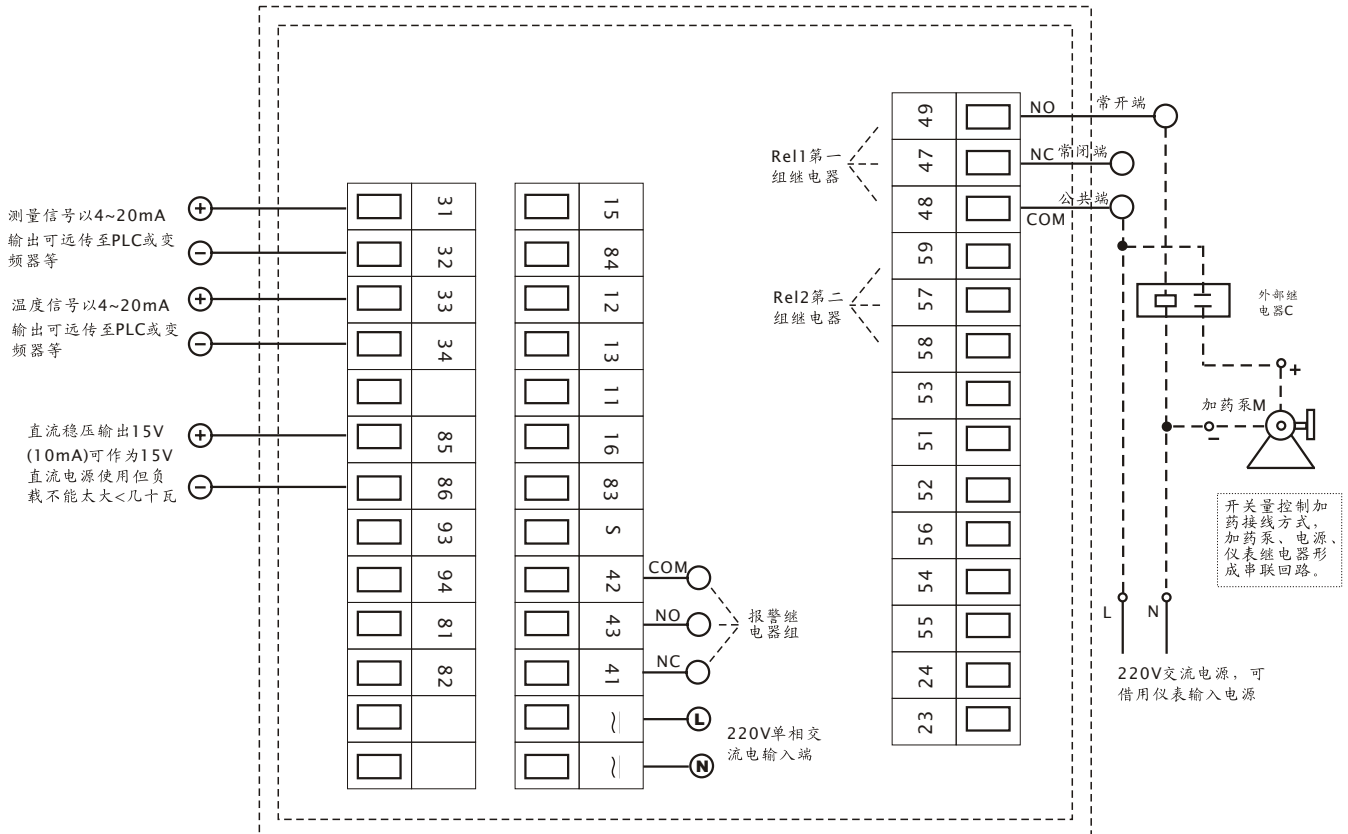 测量信号以4~20mA
输出可远传至PLC或变
频器等
温度信号以4~20mA
输出可远传至PLC或变
频器等
直流稳压输出15V
(10mA)可作为15V
直流电源使用但负
载不能太大<几十瓦
31
32
33
34
85
86
93
94
81
82
15
84
12
13
11
16
83
S
42
43
41
COM
NO
NC
报警继
电器组
L
N
220V单相交
流电输入端
Rel1第一
组继电器
Rel2第二
组继电器
49
47
48
59
57
58
53
51
52
56
54
55
24
23
NO
常开端
NC
常闭端
公共端
COM
外部继
电器C
+
加药泵M
−
开关量控制加
药接线方式,
加药泵、电源、
仪表继电器形
成串联回路。
L
N
220V交流电源,可
借用仪表输入电源